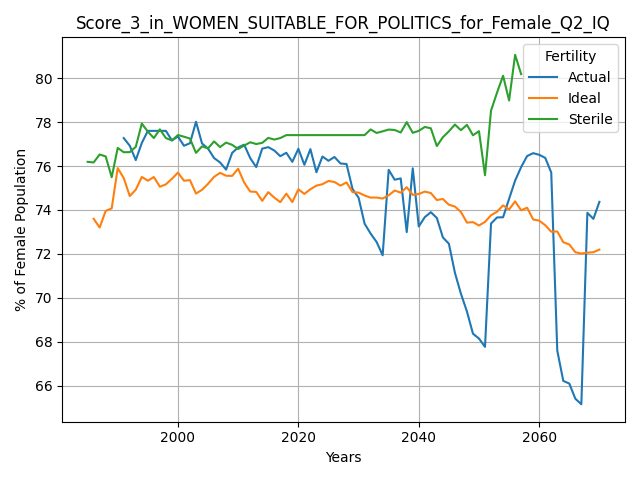 Score_3_in_WOMEN_SUITABLE_FOR_POLITICS_for_Female_Q2_IQ
Fertility
Actual
Ideal
Sterile
% of Female Population
80
78
76
74
72
70
68
66
2000
2020
2040
2060
Years